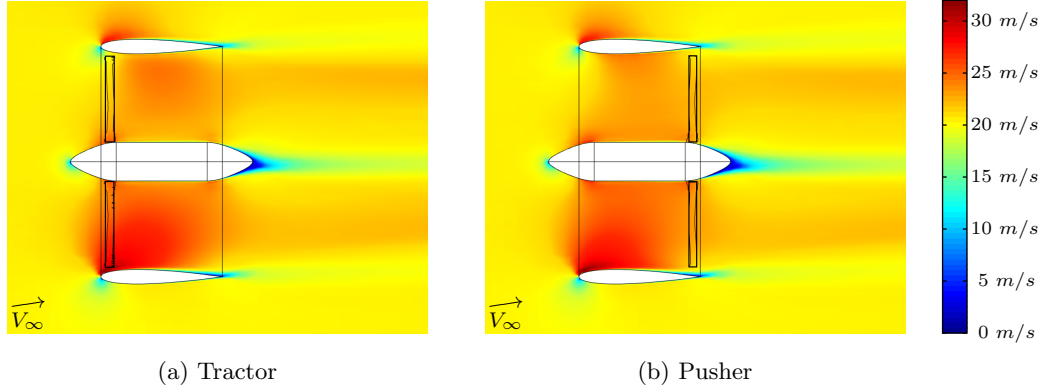 30 m/s
25 m/s
20 m/s
15 m/s
10 m/s
5 m/s
0 m/s
V∞
V∞
(a) Tractor
(b) Pusher